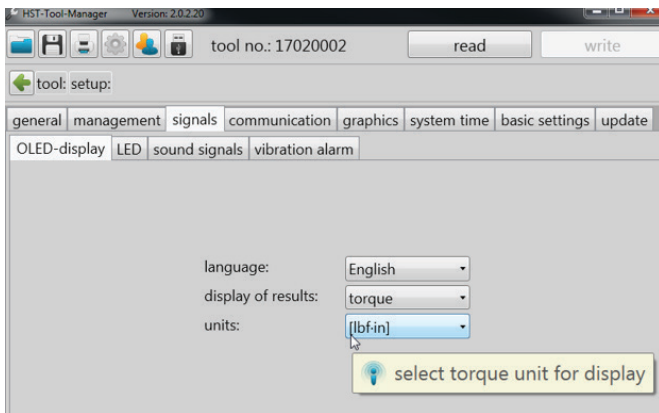 HST-Tool-Manager Version: 2.0.2.20
tool no.: 17020002 read write
tool: setup:
general management signals communication graphics system time basic settings update
OLED-display LED sound signals vibration alarm
language: English
display of results: torque
units: [lbf·in]
select torque unit for display